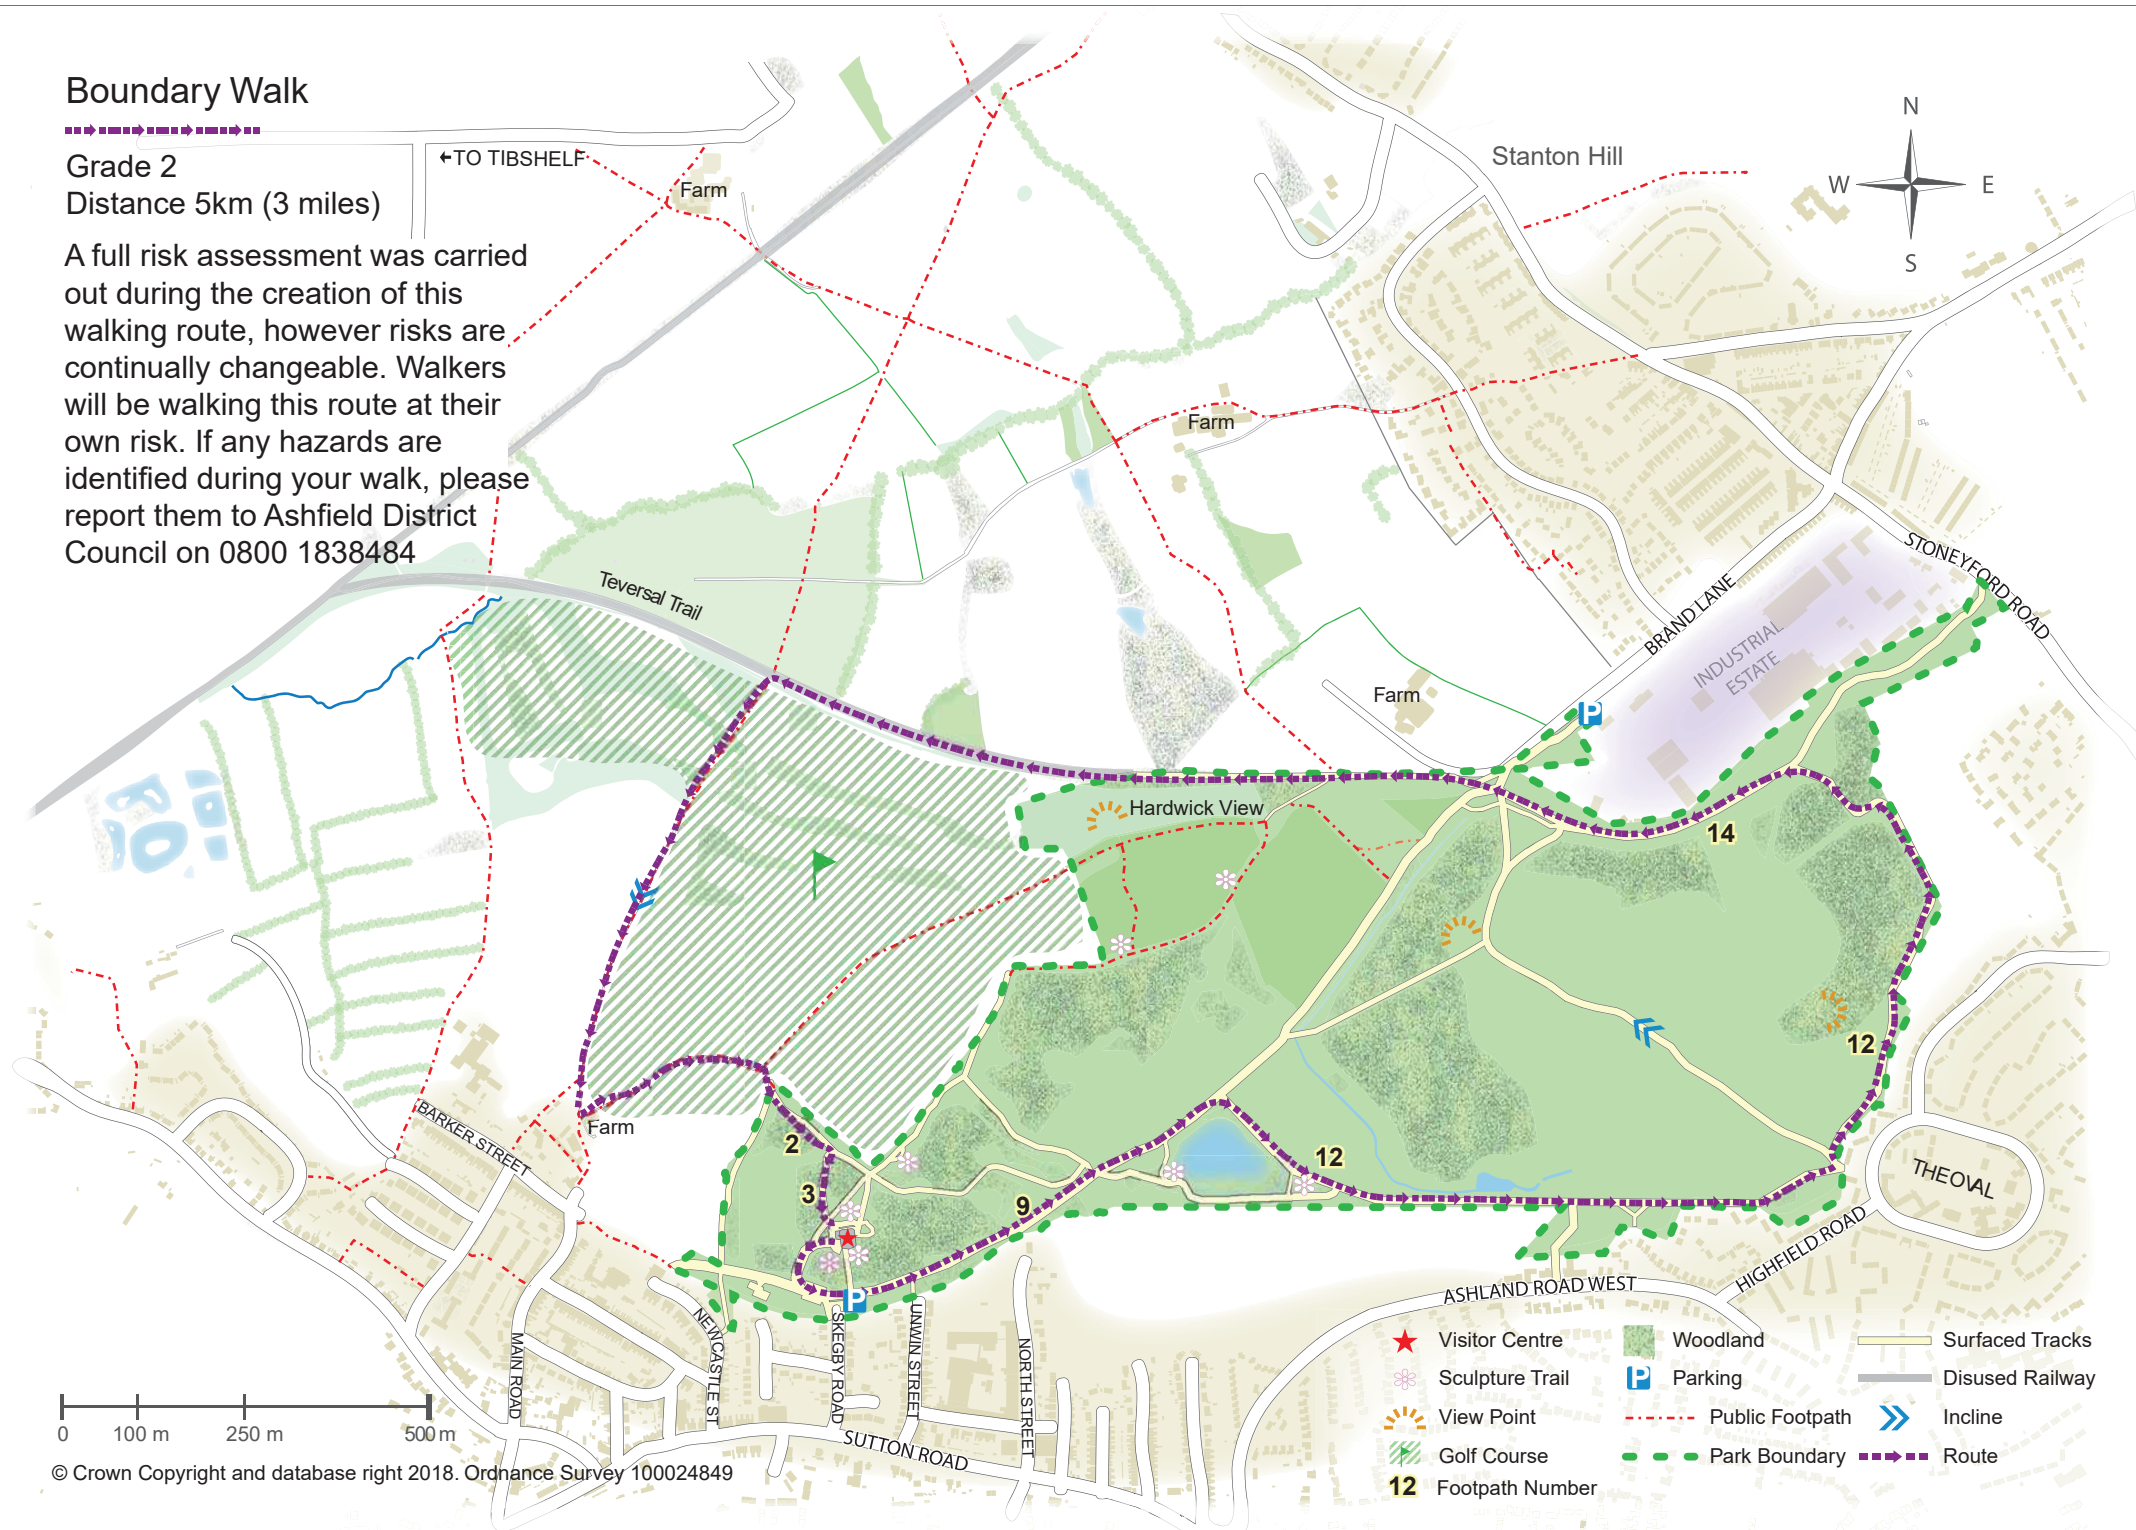 Boundary Walk
Grade 2
Distance 5km (3 miles)
A full risk assessment was carried
out during the creation of this
walking route, however risks are
continually changeable. Walkers
will be walking this route at their
own risk. If any hazards are
identified during your walk, please
report them to Ashfield District
Council on 0800 1838484
TO TIBSHELF
Farm
Stanton Hill
N
W
E
S
Farm
Teversal Trail
STONEYFORD ROAD
BRAND LANE
INDUSTRIAL
ESTATE
Farm
P
Hardwick View
14
12
BARKER STREET
Farm
2
3
9
12
THE OVAL
HIGHFIELD ROAD
ASHLAND ROAD WEST
P
NEWCASTLE ST
MAIN ROAD
SKEGBY ROAD
UNWIN STREET
NORTH STREET
SUTTON ROAD
0
100 m
250 m
500 m
© Crown Copyright and database right 2018. Ordnance Survey 100024849
Visitor Centre
Woodland
Surfaced Tracks
Sculpture Trail
P
Parking
Disused Railway
View Point
Public Footpath
Incline
Golf Course
Park Boundary
Route
12
Footpath Number